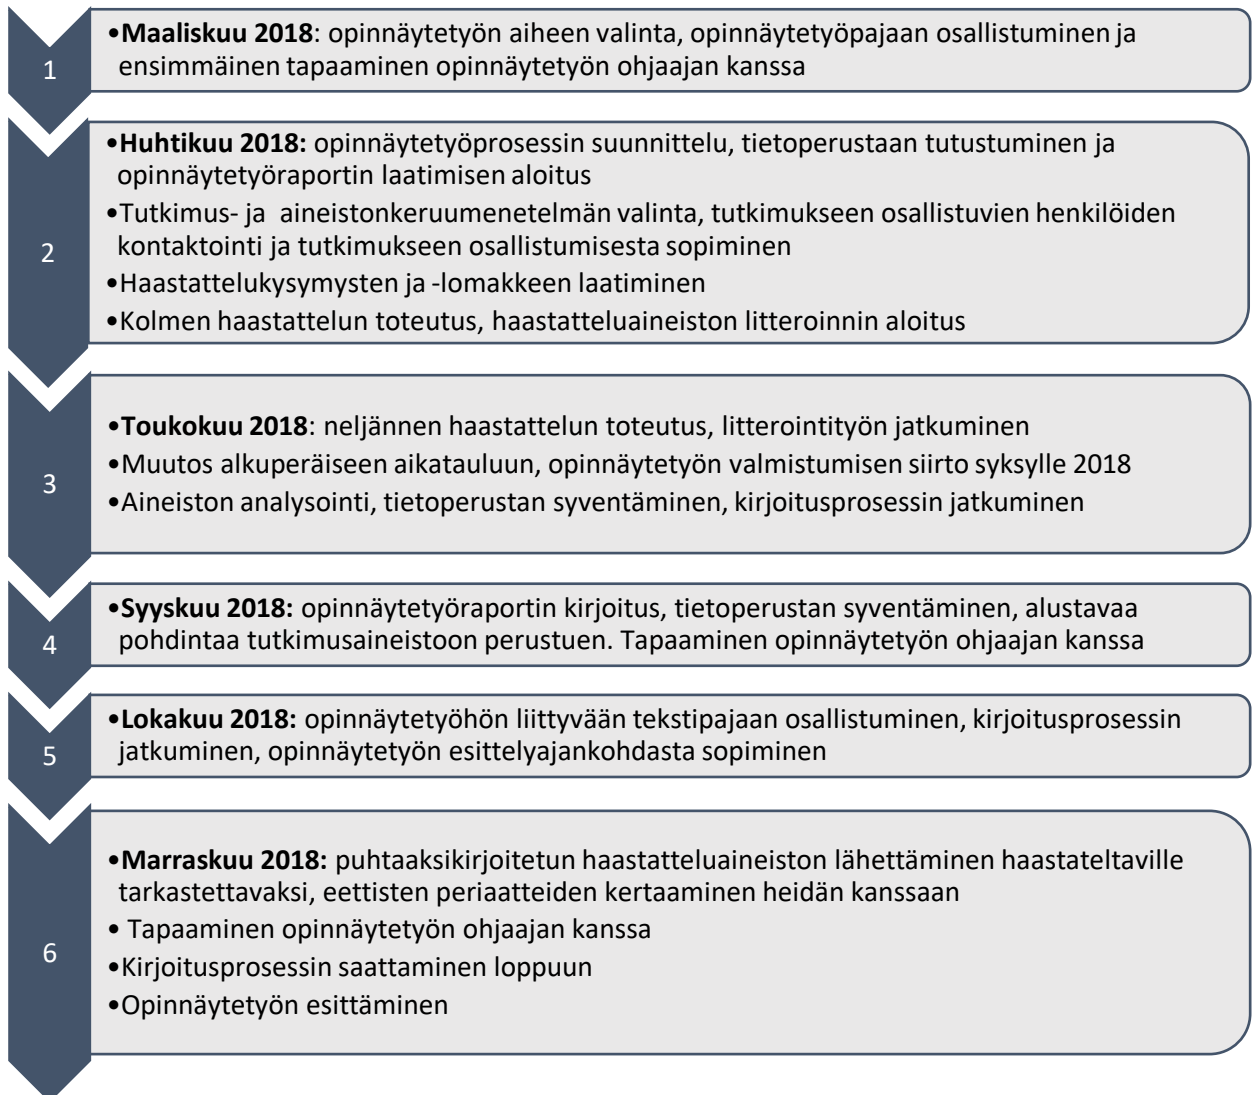 1
•Maaliskuu 2018: opinnäytetyön aiheen valinta, opinnäytetyöpajaan osallistuminen ja
ensimmäinen tapaaminen opinnäytetyön ohjaajan kanssa
2
•Huhtikuu 2018: opinnäytetyöprosessin suunnittelu, tietoperustaan tutustuminen ja
opinnäytetyöraportin laatimisen aloitus
•Tutkimus- ja aineistonkeruumenetelmän valinta, tutkimukseen osallistuvien henkilöiden
kontaktointi ja tutkimukseen osallistumisesta sopiminen
•Haastattelukysymysten ja -lomakkeen laatiminen
•Kolmen haastattelun toteutus, haastatteluaineiston litteroinnin aloitus
3
•Toukokuu 2018: neljännen haastattelun toteutus, litterointityön jatkuminen
•Muutos alkuperäiseen aikatauluun, opinnäytetyön valmistumisen siirto syksylle 2018
•Aineiston analysointi, tietoperustan syventäminen, kirjoitusprosessin jatkuminen
4
•Syyskuu 2018: opinnäytetyöraportin kirjoitus, tietoperustan syventäminen, alustavaa
pohdintaa tutkimusaineistoon perustuen. Tapaaminen opinnäytetyön ohjaajan kanssa
5
•Lokakuu 2018: opinnäytetyöhön liittyvään tekstipajaan osallistuminen, kirjoitusprosessin
jatkuminen, opinnäytetyön esittelyajankohdasta sopiminen
6
•Marraskuu 2018: puhtaaksikirjoitetun haastatteluaineiston lähettäminen haastateltaville
tarkastettavaksi, eettisten periaatteiden kertaaminen heidän kanssaan
• Tapaaminen opinnäytetyön ohjaajan kanssa
•Kirjoitusprosessin saattaminen loppuun
•Opinnäytetyön esittäminen